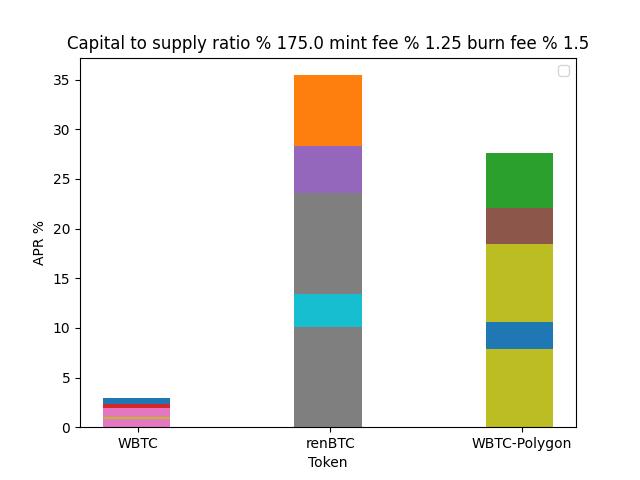 Capital to supply ratio % 175.0 mint fee % 1.25 burn fee % 1.5
35
30
25
20
15
10
5
0
APR %
WBTC renBTC WBTC-Polygon
Token